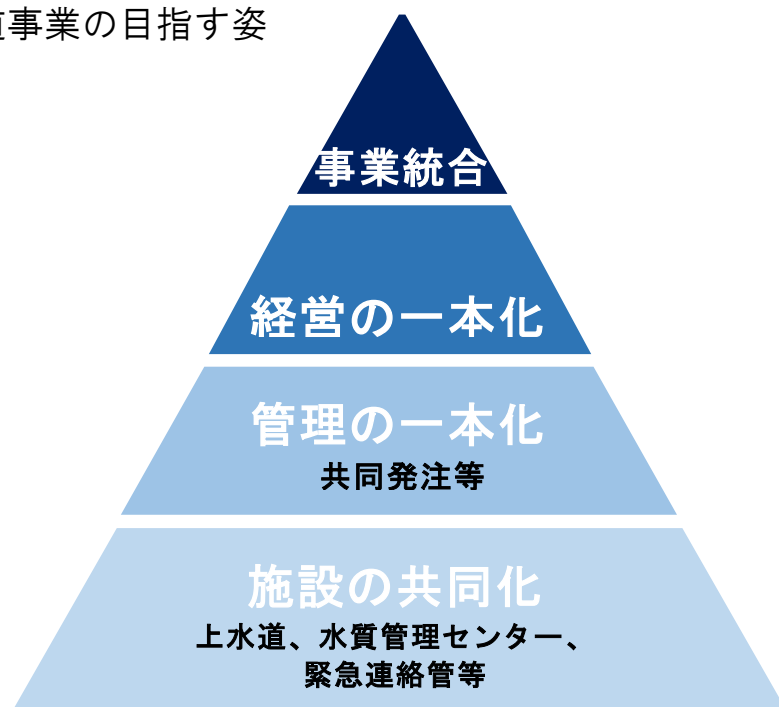 道事業の目指す姿
事業統合
経営の一本化
管理の一本化
共同発注等
施設の共同化
上水道、水質管理センター、
緊急連絡管等